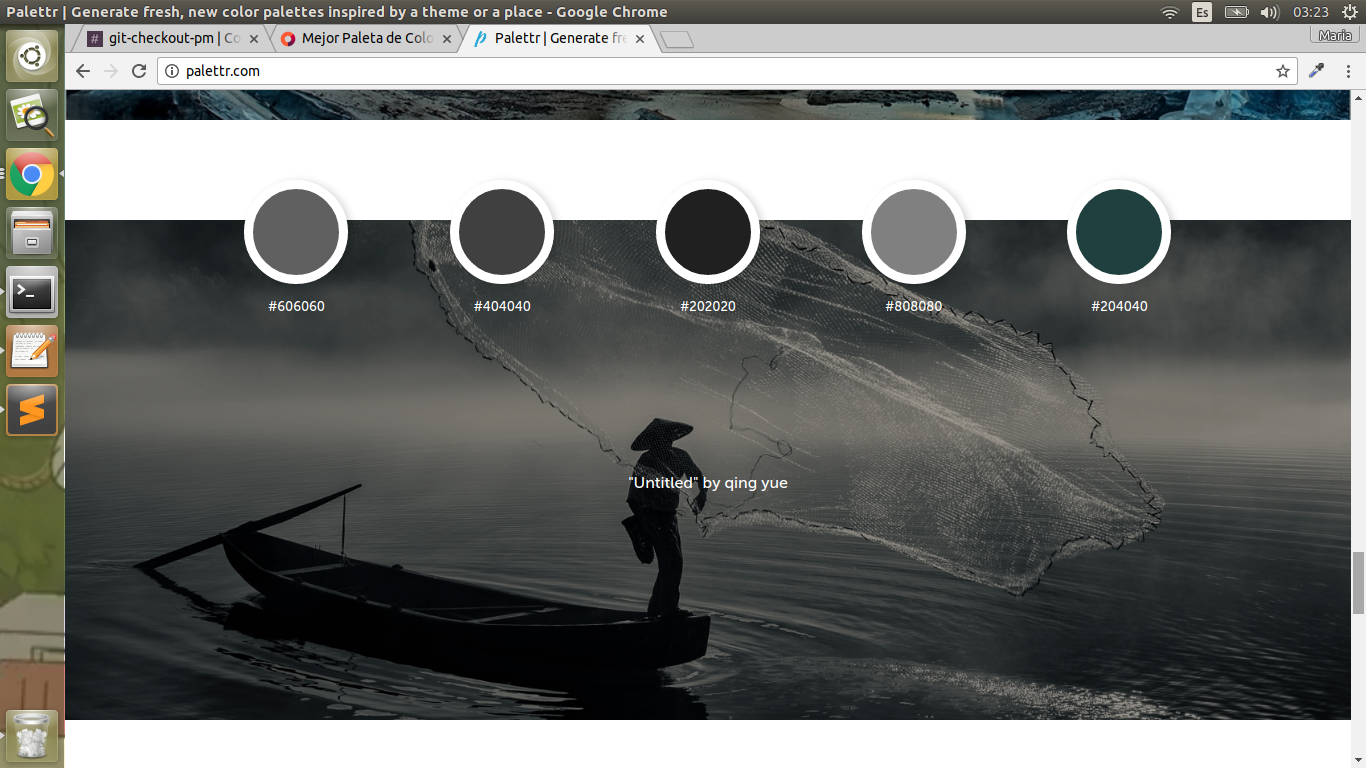 Palettr | Generate fresh, new color palettes inspired by a theme or a place - Google Chrome
Es
03:23
git-checkout-pm | Co
Mejor Paleta de Colo
Palettr | Generate fre
Maria
palettr.com
#606060
#404040
#202020
#808080
#204040
"Untitled" by qing yue